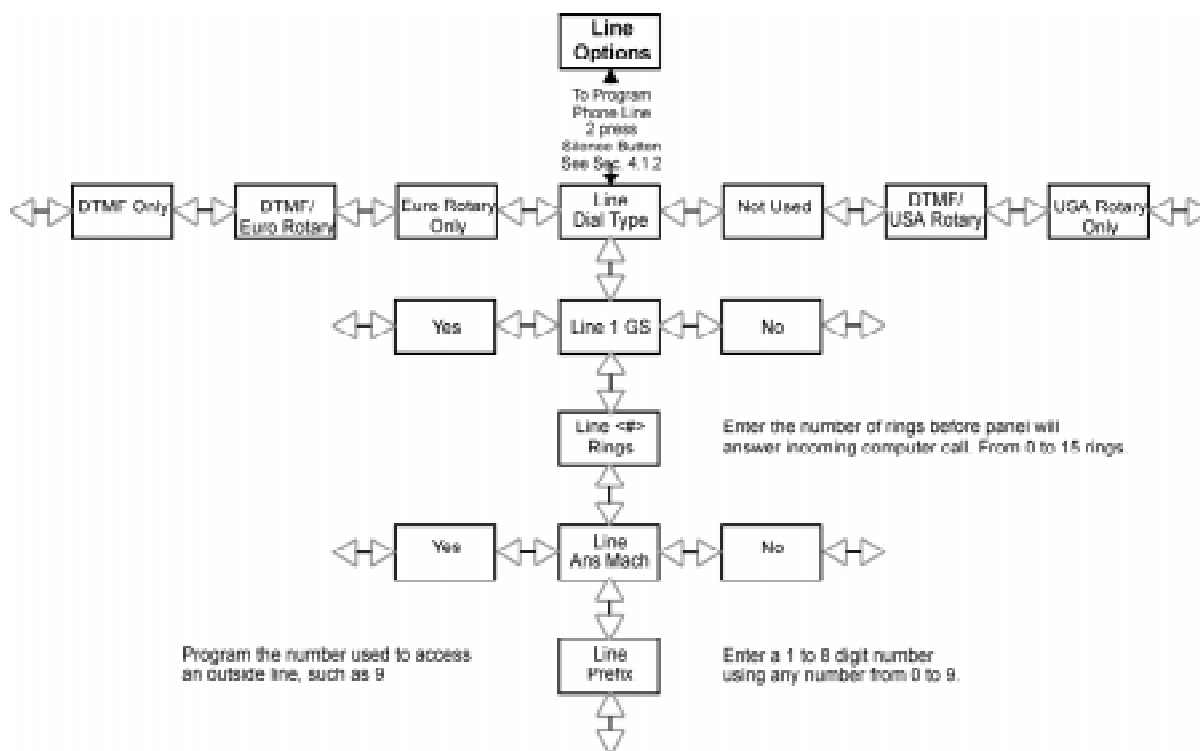 Line
Options
To Program
Phone Line
2 press
Silence Button
See Sec. 4.1.2
DTMF Only
DTMF/
Euro Rotary
Euro Rotary
Only
Line
Dial Type
Not Used
DTMF/
USA Rotary
USA Rotary
Only
Yes
Line 1 GS
No
Line <#>
Rings
Enter the number of rings before panel will
answer incoming computer call. From 0 to 15 rings.
Yes
Line
Ans Mach
No
Program the number used to access
an outside line, such as 9
Line
Prefix
Enter a 1 to 8 digit number
using any number from 0 to 9.